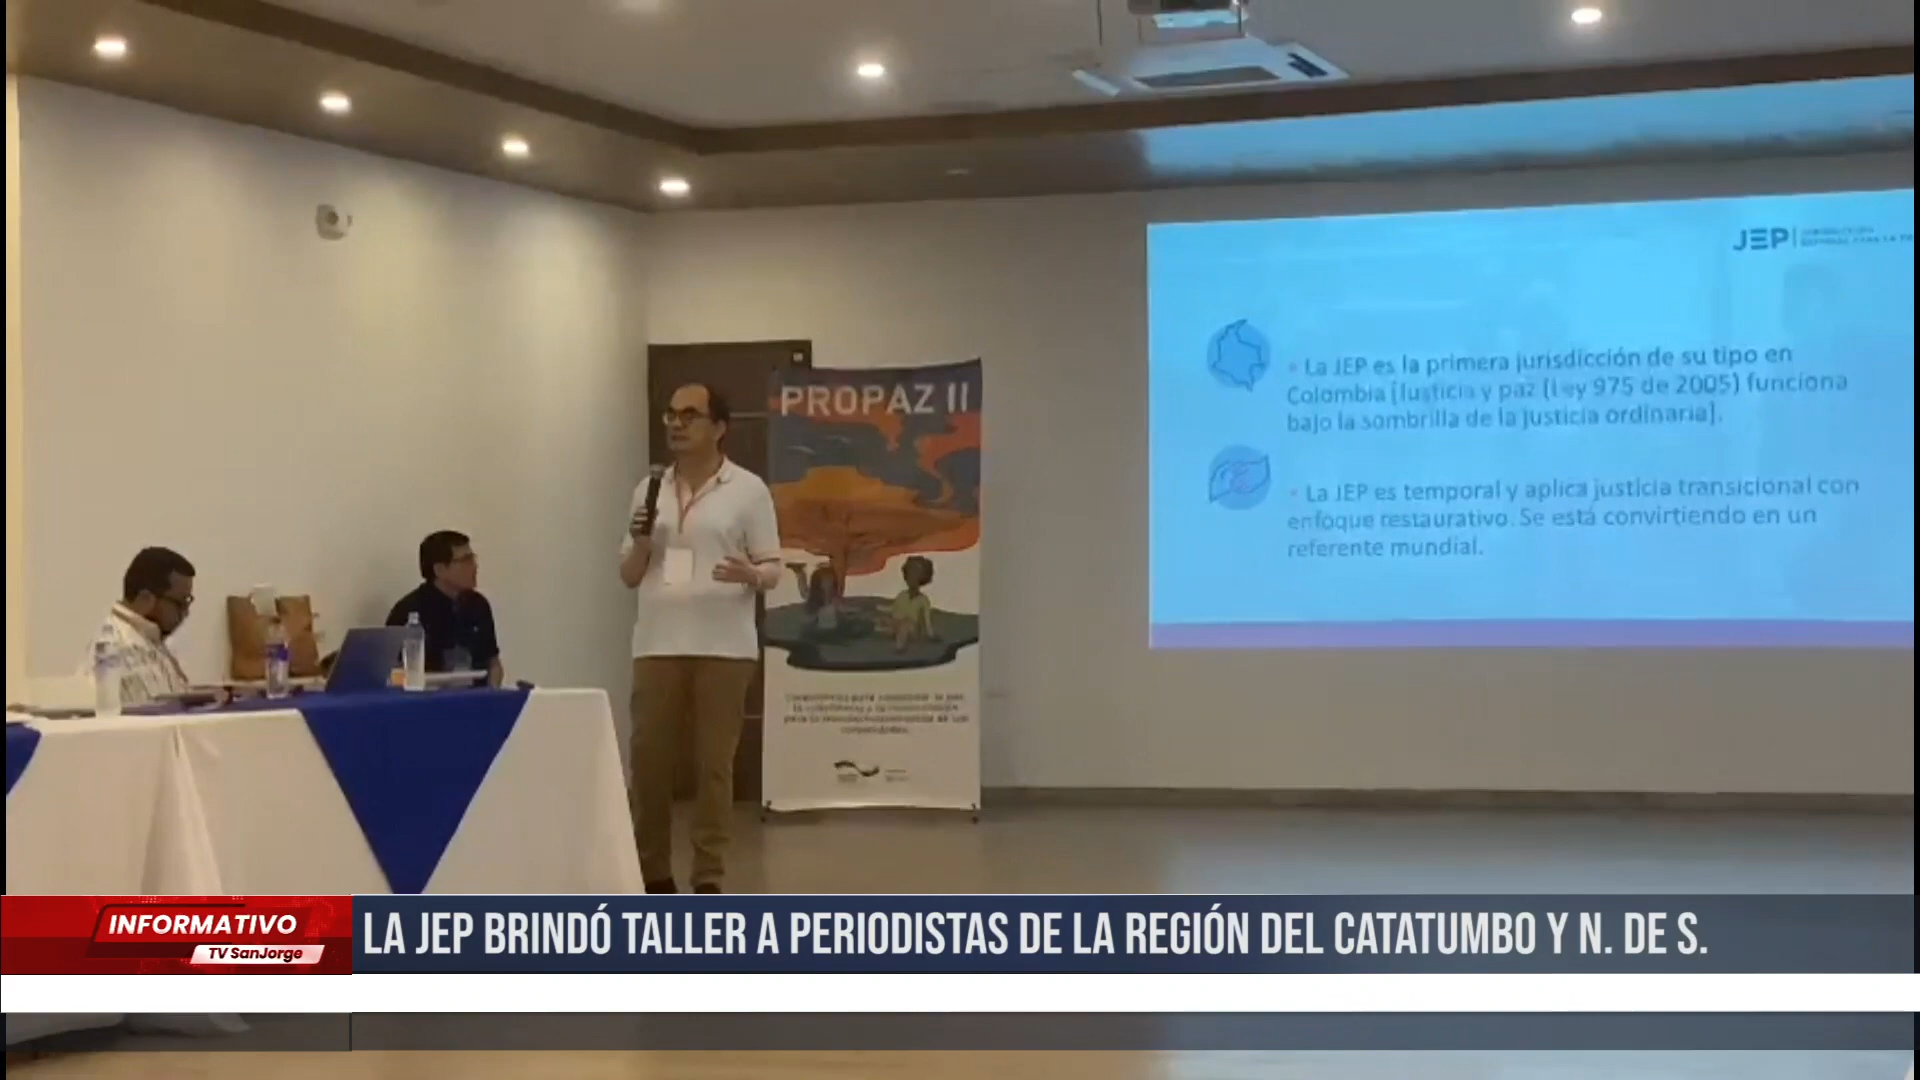 JEP
• La JEP es la primera jurisdicción de su tipo en
Colombia [Justicia y paz (Ley 975 de 2005) funciona
bajo la sombrilla de la justicia ordinaria].
• La JEP es temporal y aplica justicia transicional con
enfoque restaurativo. Se está convirtiendo en un
referente mundial.
PROPAZ II
INFORMATIVO
TV SanJorge
LA JEP BRINDÓ TALLER A PERIODISTAS DE LA REGIÓN DEL CATATUMBO Y N. DE S.